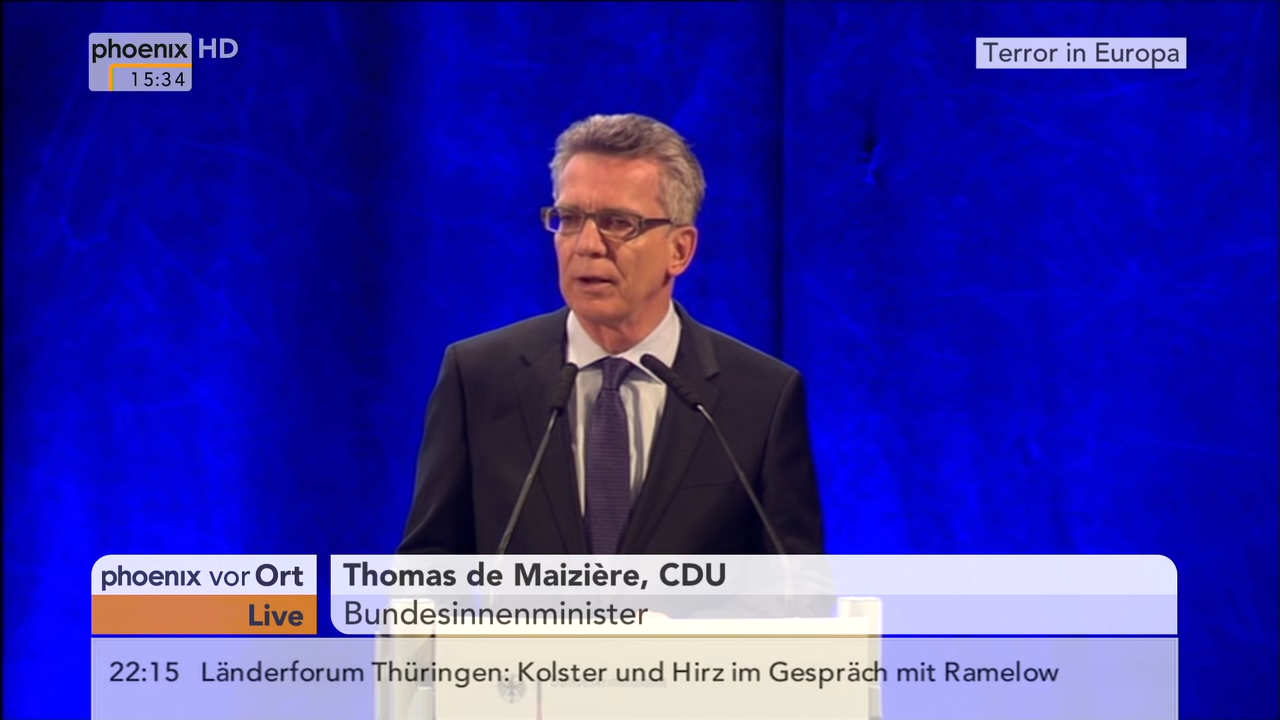 phoenix HD
15:34
Terror in Europa
phoenix vor Ort
Live
Thomas de Maizière, CDU
Bundesinnenminister
22:15 Länderforum Thüringen: Kolster und Hirz im Gespräch mit Ramelow